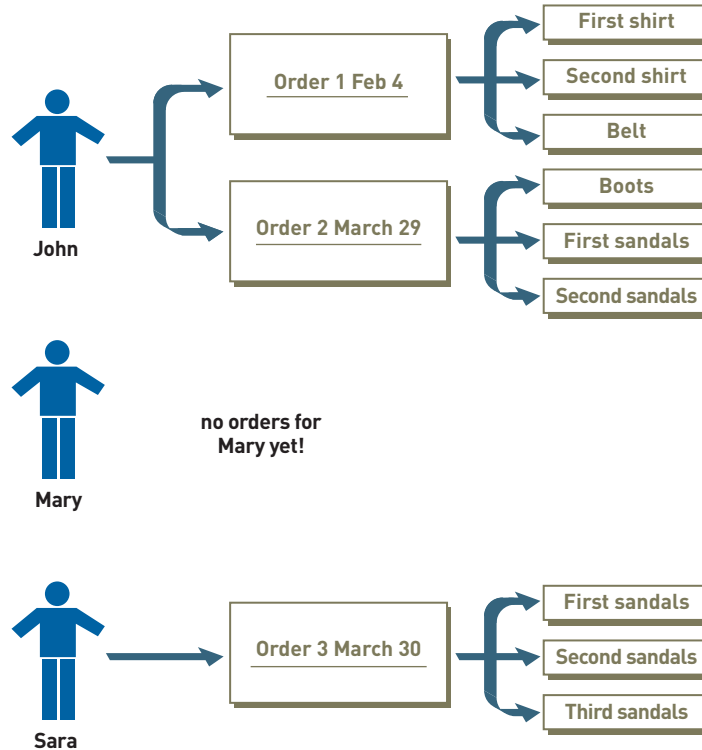 First shirt
Order 1 Feb 4
Second shirt
Belt
Boots
Order 2 March 29
First sandals
John
Second sandals
no orders for
Mary yet!
Mary
First sandals
Order 3 March 30
Second sandals
Third sandals
Sara